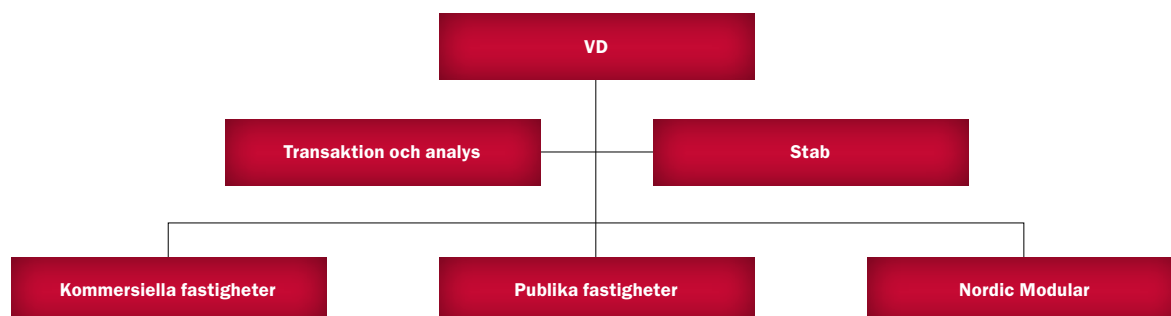 VD
Transaktion och analys
Stab
Kommersiella fastigheter
Publika fastigheter
Nordic Modular